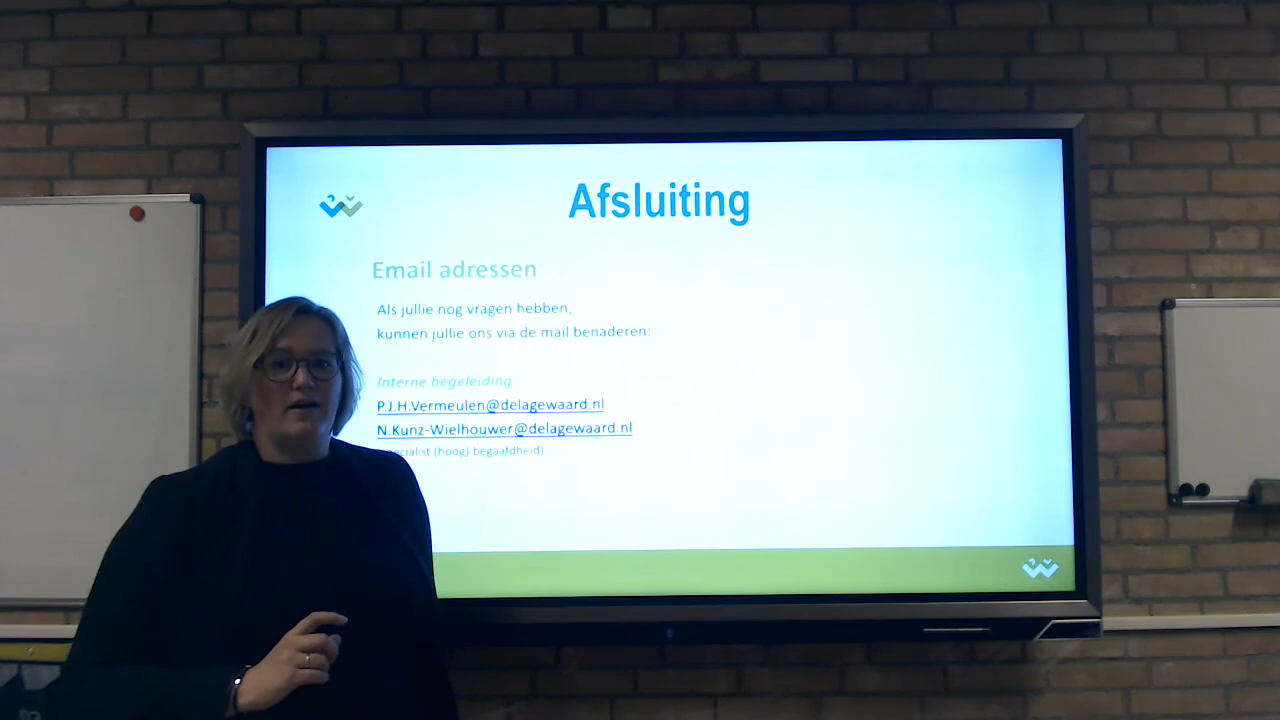 Afsluiting
Email adressen
Als jullie nog vragen hebben,
kunnen jullie ons via de mail benaderen:
Interne begeleiding
P.J.H.Vermeulen@delagewaard.nl
N.Kunz-Wielhouwer@delagewaard.nl
(hoog) begaafdheid)